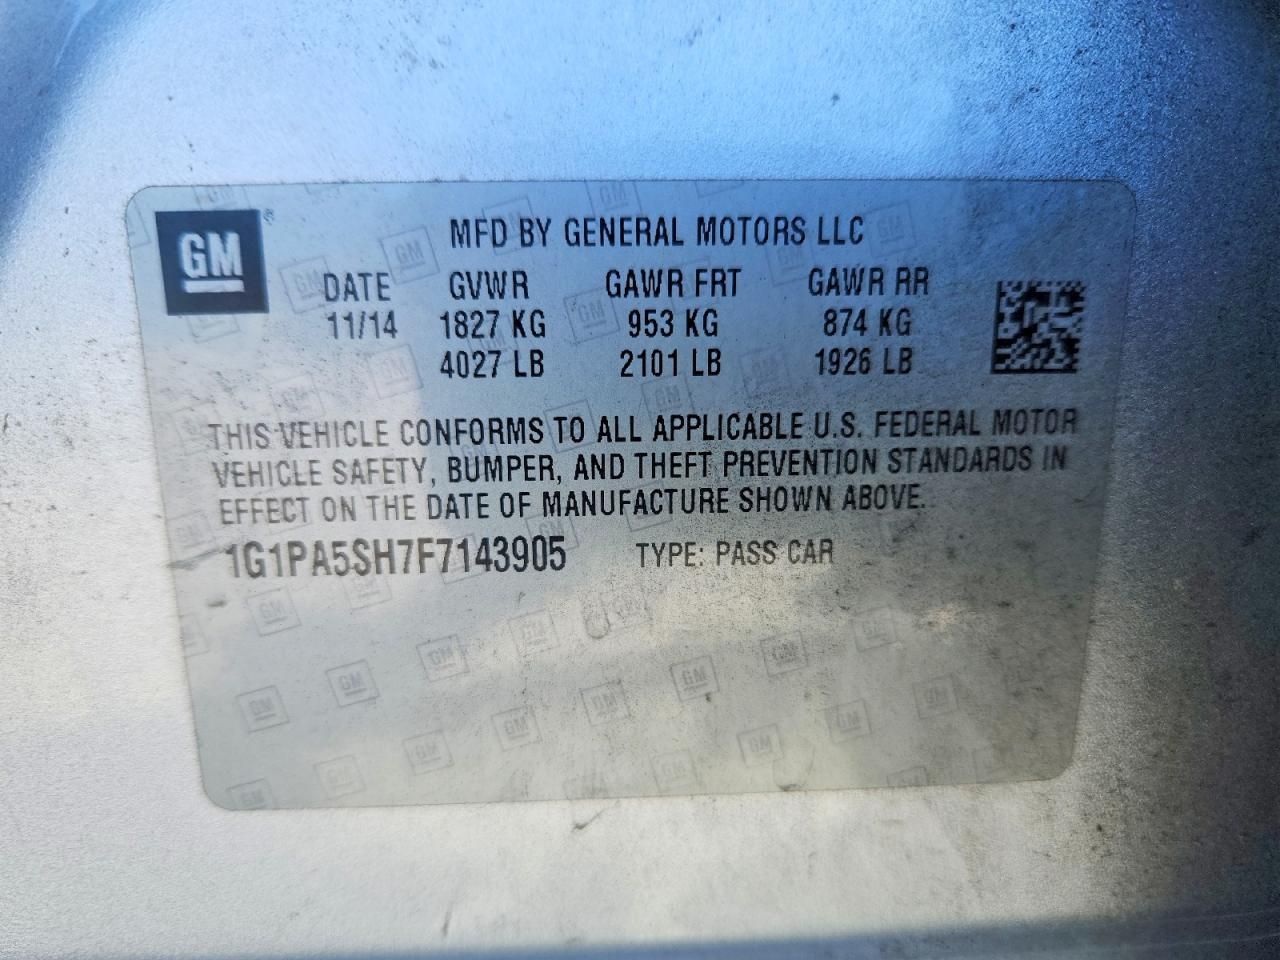 GM®
MFD BY GENERAL MOTORS LLC
DATE GVWR GAWR FRT GAWR RR
11/14 1827 KG 953 KG 874 KG
4027 LB 2101 LB 1926 LB
THIS VEHICLE CONFORMS TO ALL APPLICABLE U.S. FEDERAL MOTOR
VEHICLE SAFETY, BUMPER, AND THEFT PREVENTION STANDARDS IN
EFFECT ON THE DATE OF MANUFACTURE SHOWN ABOVE.
1G1PA5SH7F7143905 TYPE: PASS CAR